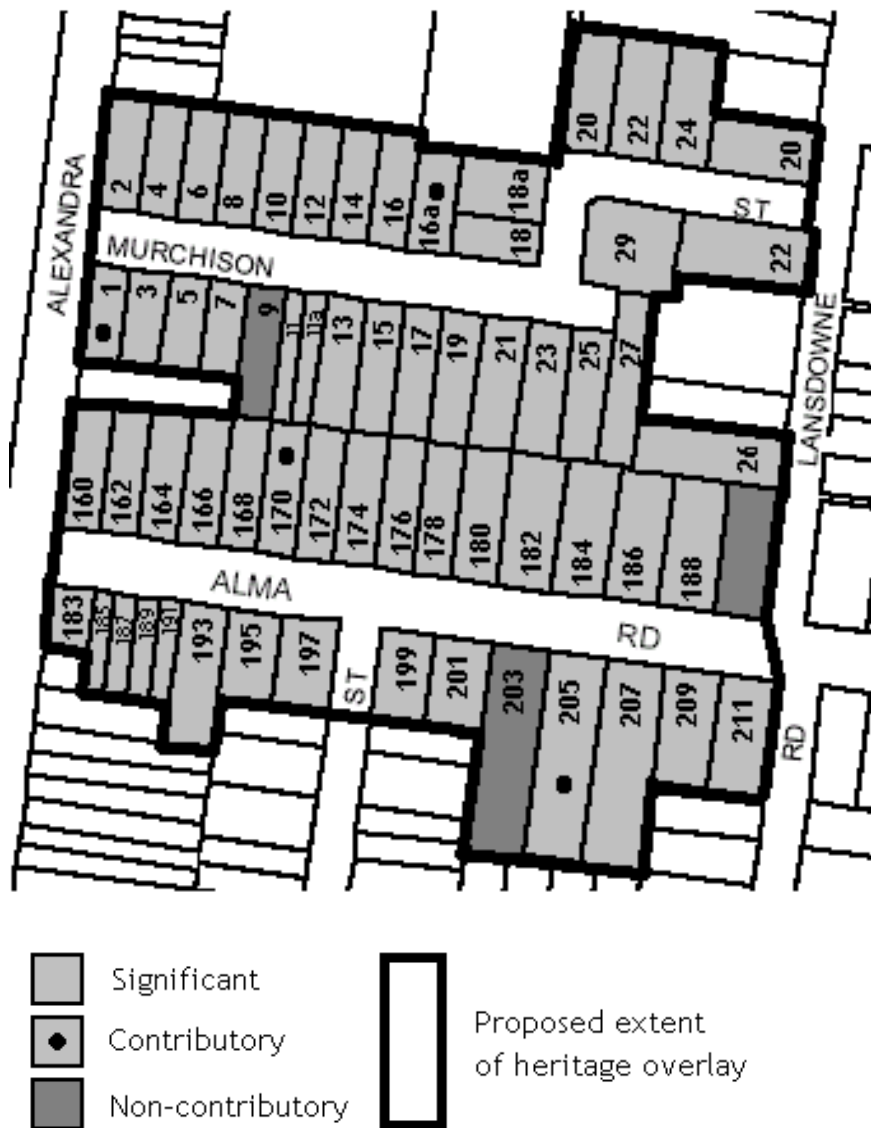 20 22 24 20
2 4 6 8 10 12 14 16 16a 18 18a
ST
29 22
ALEXANDRA
MURCHISON
1 3 5 7 9 11 11a 13 15 17 19 21 23 25 27
LANSDOWNE
26
160 162 164 166 168 170 172 174 176 178 180 182 184 186 188
ALMA
RD
183 185 187 189 191 193 195 197
ST
199 201 203 205 207 209 211
RD
Significant
Contributory
Non-contributory
Proposed extent
of heritage overlay